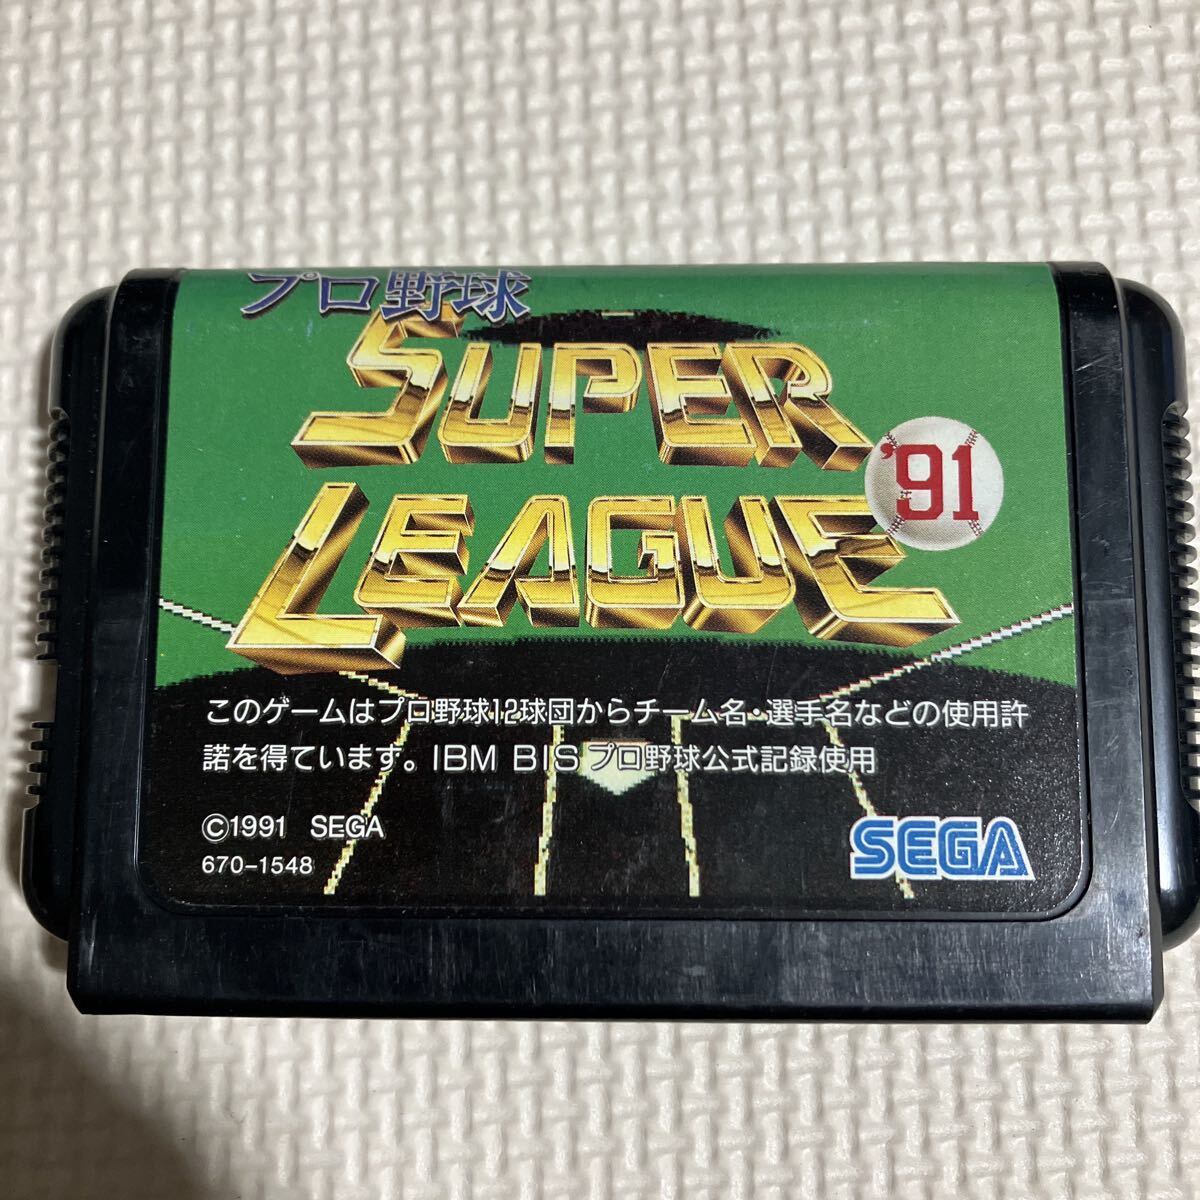 プロ野球
SUPER
LEAGUE
'91
このゲームはプロ野球12球団からチーム名・選手名などの使用許
諾を得ています。IBM BIS プロ野球公式記録使用
©1991 SEGA
670-1548
SEGA